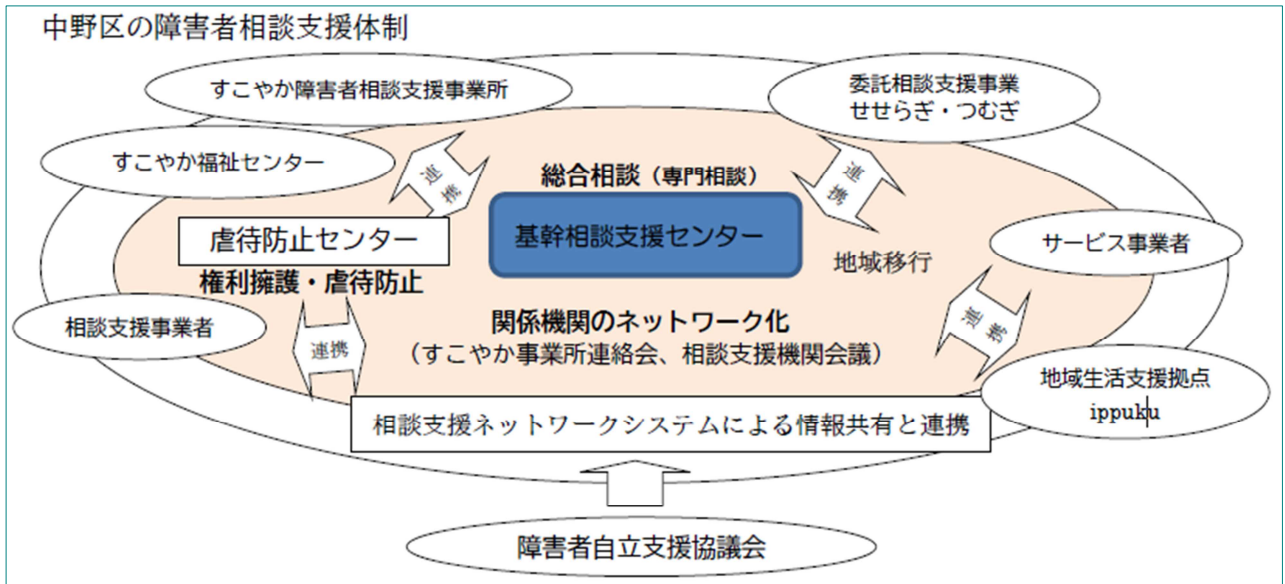 中野区の障害者相談支援体制
すこやか障害者相談支援事業所
委託相談支援事業
せせらぎ・つむぎ
すこやか福祉センター
連携
総合相談（専門相談）
連携
虐待防止センター
基幹相談支援センター
サービス事業者
地域移行
権利擁護・虐待防止
相談支援事業者
連携
関係機関のネットワーク化
（すこやか事業所連絡会、相談支援機関会議）
連携
地域生活支援拠点
ippuku
相談支援ネットワークシステムによる情報共有と連携
障害者自立支援協議会